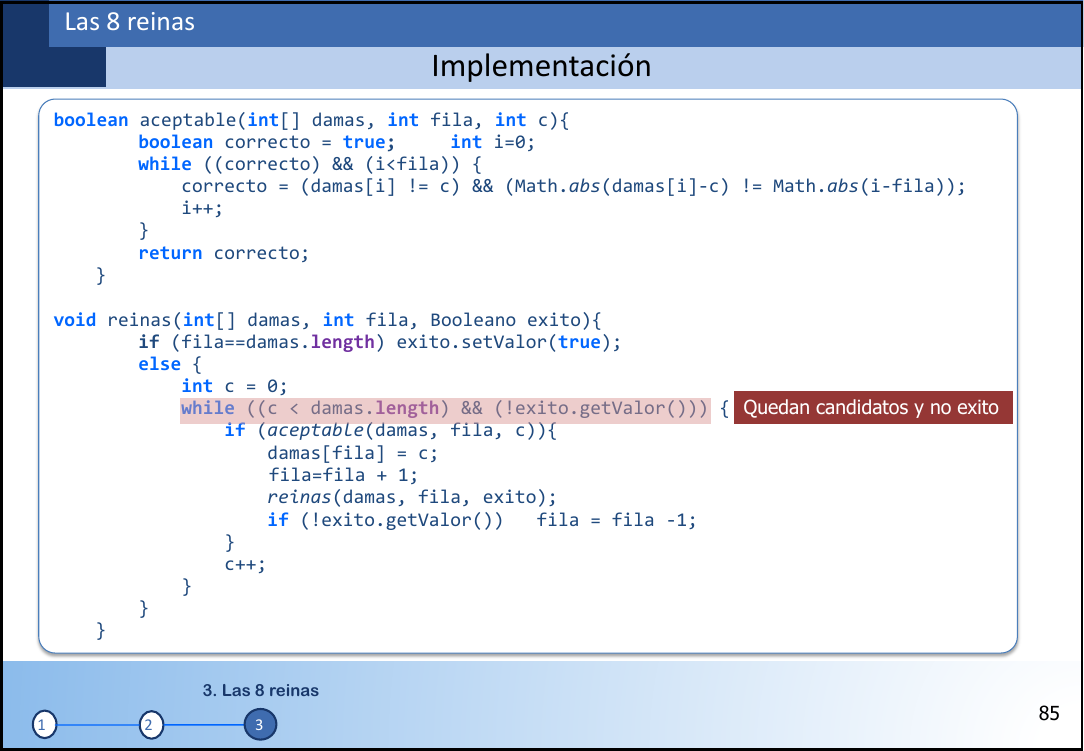 Las 8 reinas
Implementación
boolean aceptable(int[] damas, int fila, int c){
boolean correcto = true;     int i=0;
while ((correcto) && (i<fila)) {
correcto = (damas[i] != c) && (Math.abs(damas[i]-c) != Math.abs(i-fila));
i++;
}
return correcto;
}
void reinas(int[] damas, int fila, Booleano exito){
if (fila==damas.length) exito.setValor(true);
else {
int c = 0;
while ((c < damas.length) && (!exito.getValor())) { Quedan candidatos y no exito
if (aceptable(damas, fila, c)){
damas[fila] = c;
fila=fila + 1;
reinas(damas, fila, exito);
if (!exito.getValor())   fila = fila -1;
}
c++;
}
}
}
3. Las 8 reinas
1 2 3
85